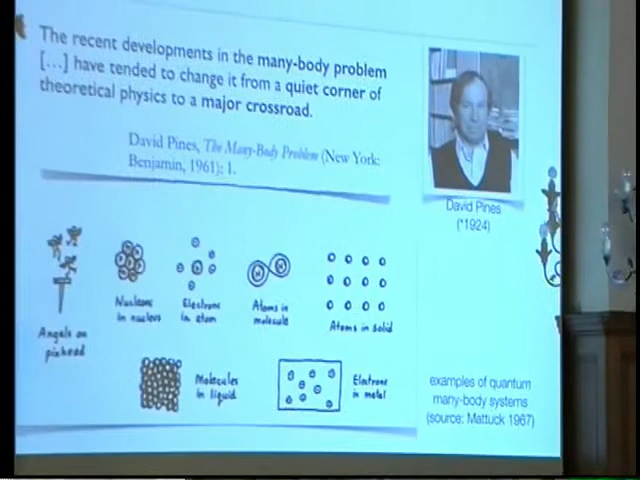 The recent developments in the many-body problem
[...] have tended to change it from a quiet corner of
theoretical physics to a major crossroad.
David Pines, The Many-Body Problem (New York:
Benjamin, 1961): 1.
David Pines
(*1924)
Angels on
pinhead
Nucleons
in nucleus
Electrons
in atom
Atoms in
molecule
Atoms in solid
Molecules
in liquid
Electrons
in metal
examples of quantum
many-body systems
(source: Mattuck 1967)